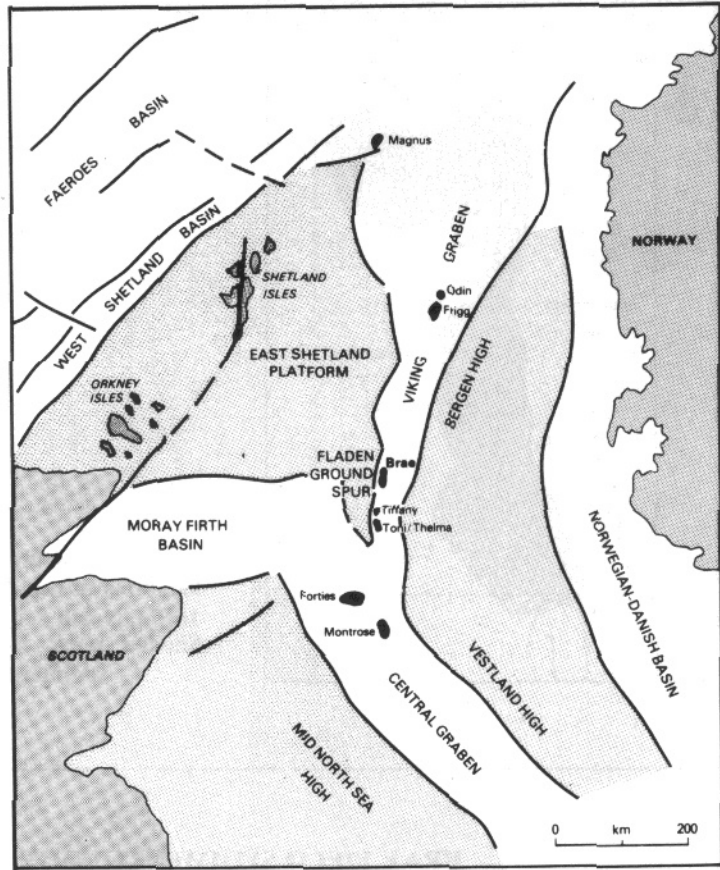 Magnus
FAEROES BASIN
WEST SHETLAND BASIN
SHETLAND
ISLES
ORKNEY
ISLES
EAST SHETLAND
PLATFORM
VIKING GRABEN
Odin
Frigg
NORWAY
BERGEN HIGH
FLADEN
GROUND
SPUR
Brae
Tiffany
Toni/Thelma
MORAY FIRTH
BASIN
NORWEGIAN-DANISH BASIN
Forties
Montrose
SCOTLAND
VESTLAND HIGH
CENTRAL GRABEN
MID NORTH SEA
HIGH
0 km 200